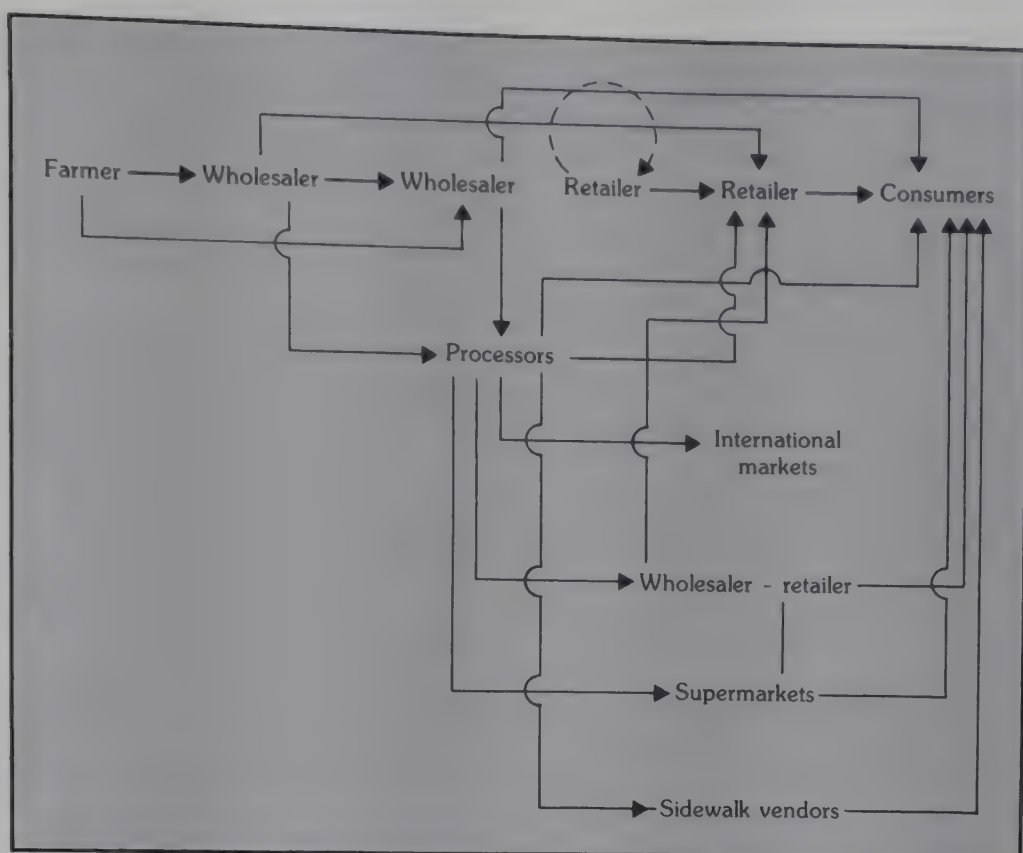 Farmer Wholesaler Wholesaler Retailer Retailer Consumers
Processors
International
markets
Wholesaler - retailer
Supermarkets
Sidewalk vendors